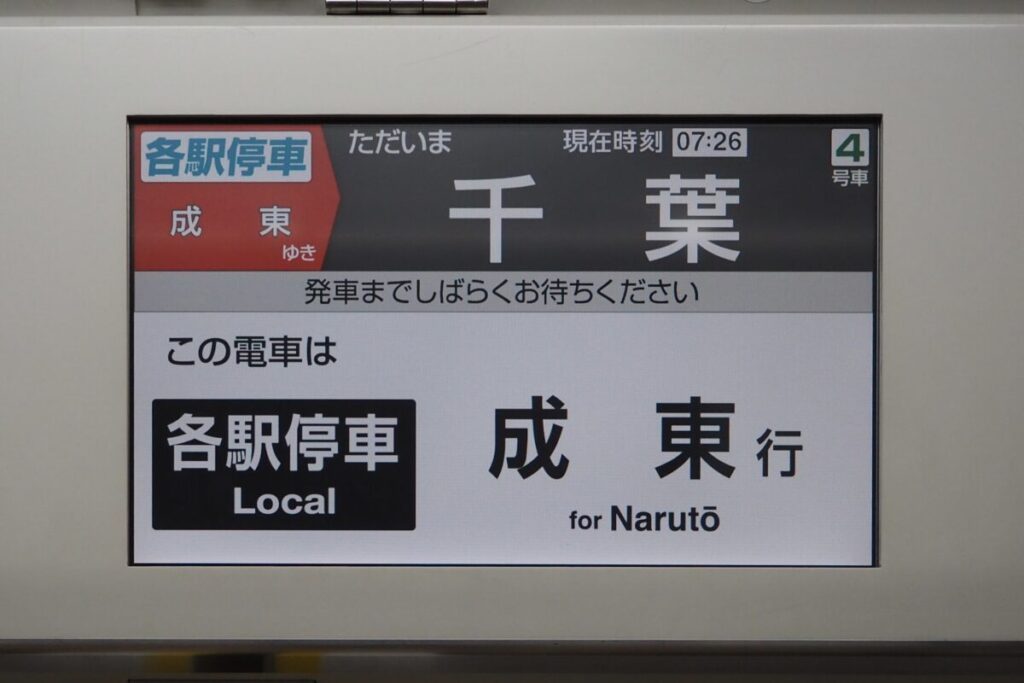 各駅停車
成東
ゆき
ただいま
千葉
現在時刻 07:26
4
号車
発車までしばらくお待ちください
この電車は
各駅停車
Local
成東行
for Narutō